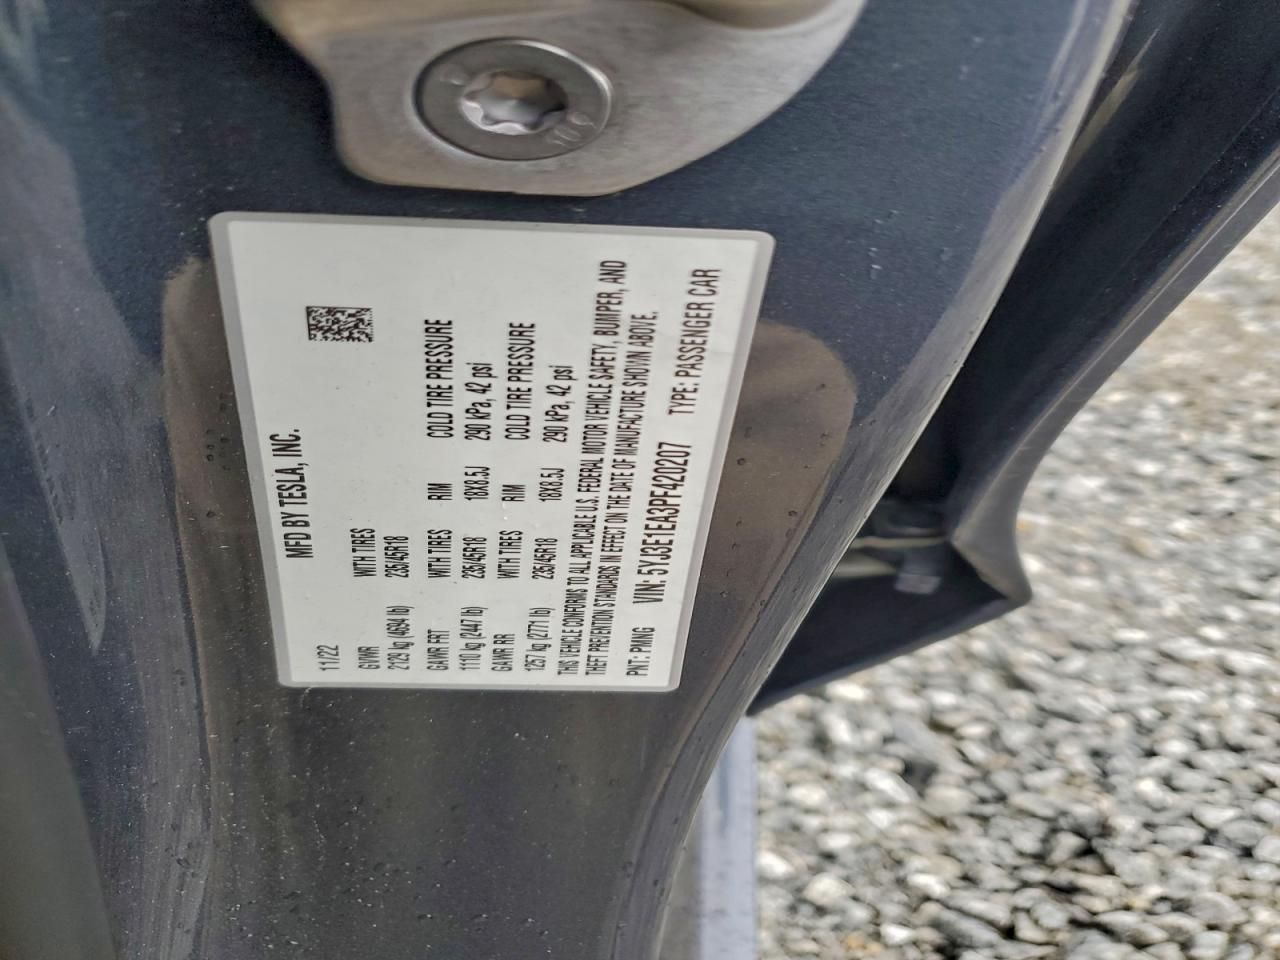 MFD BY TESLA, INC.
11/22
GVWR WITH TIRES
2129 kg (4694 lb) 235/45R18
GAWR FRT WITH TIRES RIM COLD TIRE PRESSURE
1110 kg (2447 lb) 235/45R18 18X8.5J 290 kPa, 42 psi
GAWR RR WITH TIRES RIM COLD TIRE PRESSURE
1257 kg (2771 lb) 235/45R18 18X8.5J 290 kPa, 42 psi
THIS VEHICLE CONFORMS TO ALL APPLICABLE U.S. FEDERAL MOTOR VEHICLE SAFETY, BUMPER, AND
THEFT PREVENTION STANDARDS IN EFFECT ON THE DATE OF MANUFACTURE SHOWN ABOVE.
PNT: PMNG VIN: 5YJ3E1EA3PF420207 TYPE: PASSENGER CAR